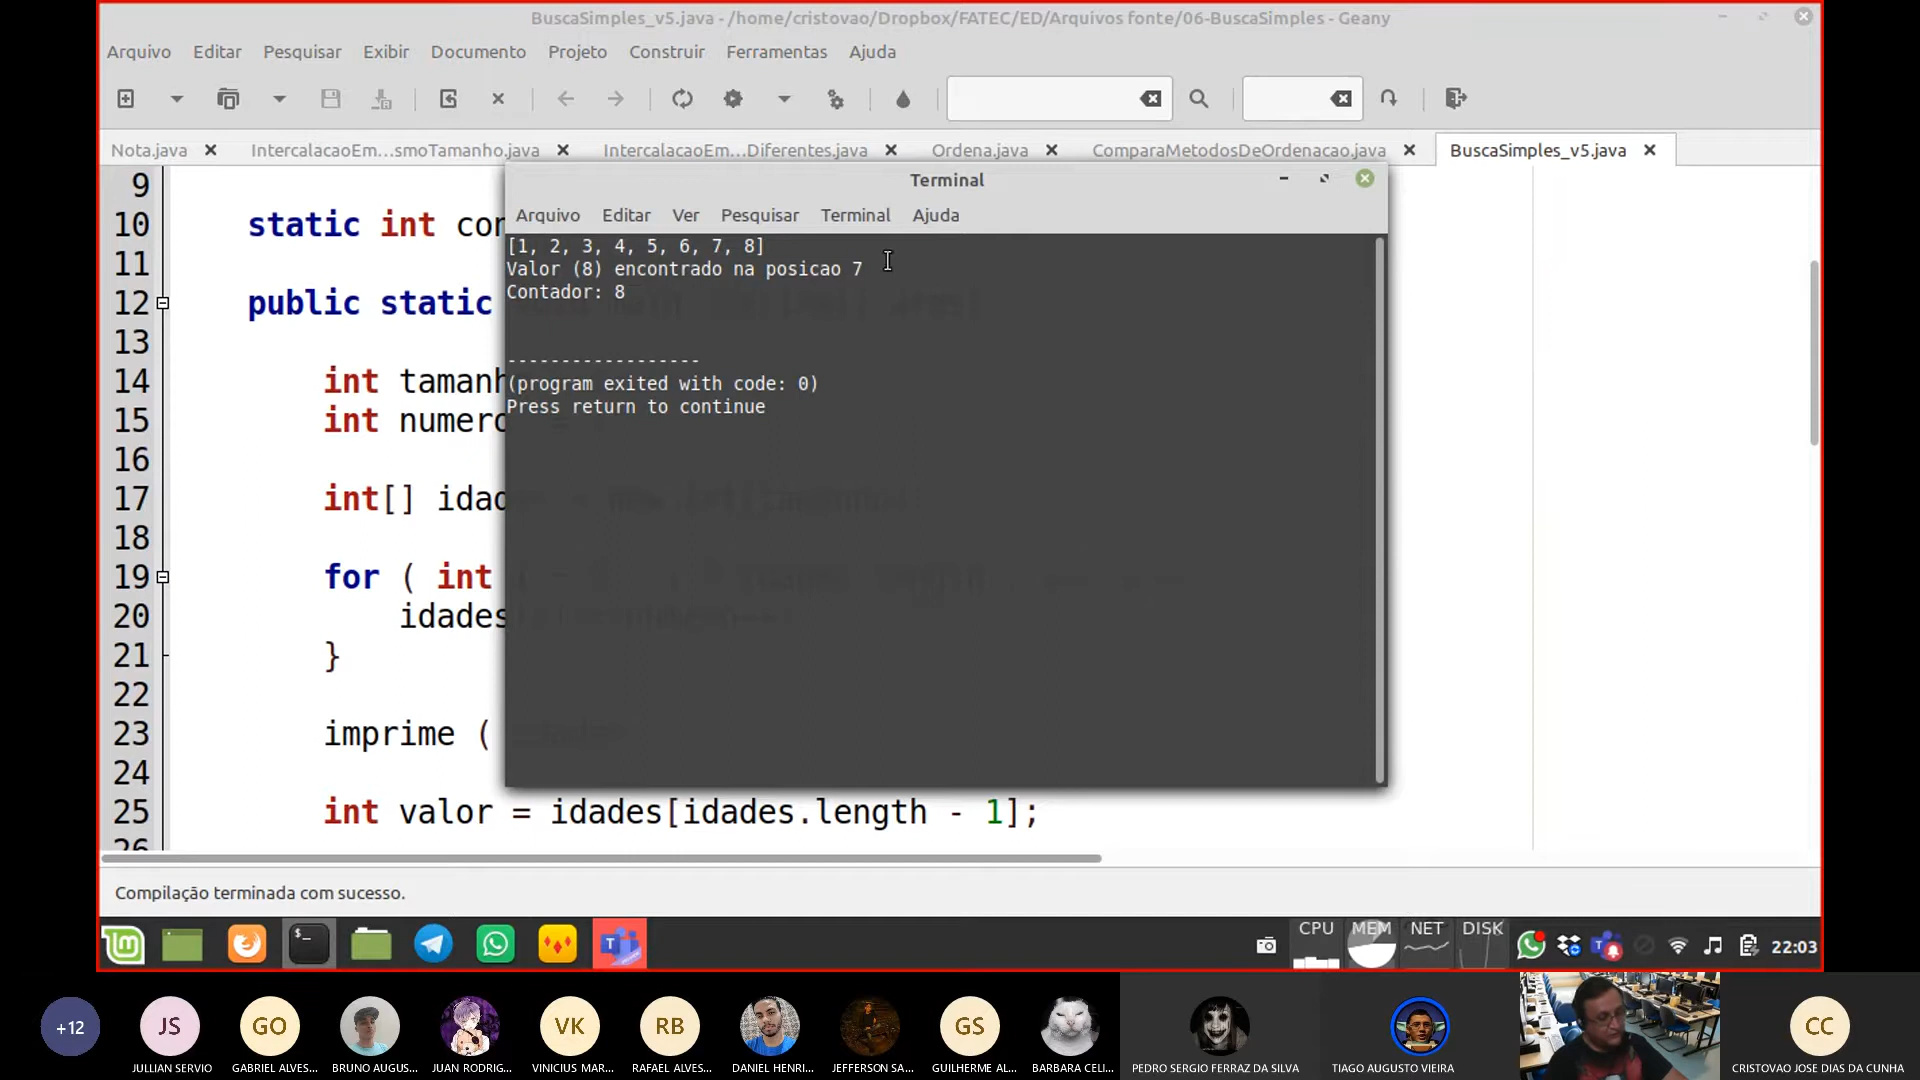 BuscaSimples_v5.java - /home/cristovao/Dropbox/FATEC/ED/Arquivos fonte/06-BuscaSimples - Geany
Arquivo Editar Pesquisar Exibir Documento Projeto Construir Ferramentas Ajuda
Nota.java IntercalacaoEm...smoTamanho.java IntercalacaoEm...Diferentes.java Ordena.java ComparaMetodosDeOrdenacao.java BuscaSimples_v5.java
Terminal
Arquivo Editar Ver Pesquisar Terminal Ajuda
[1, 2, 3, 4, 5, 6, 7, 8]
Valor (8) encontrado na posicao 7
Contador: 8
------------------
(program exited with code: 0)
Press return to continue
9
10 static int con
11
12 public static
13
14 int tamanh
15 int numero
16
17 int[] idad
18
19 for ( int
20 idades
21 }
22
23 imprime (
24
25 int valor = idades[idades.length - 1];
26
Compilação terminada com sucesso.
CPU MEM NET DISK 22:03
+12 JS GO VK RB GS CC
JULLIAN SERVIO GABRIEL ALVES... BRUNO AUGUS... JUAN RODRIG... VINICIUS MAR... RAFAEL ALVES... DANIEL HENRI... JEFFERSON SA... GUILHERME AL... BARBARA CELI... PEDRO SERGIO FERRAZ DA SILVA TIAGO AUGUSTO VIEIRA CRISTOVAO JOSE DIAS DA CUNHA